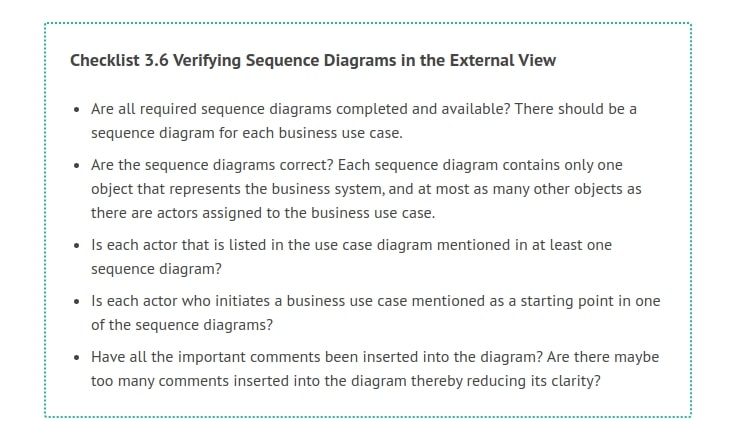 Checklist 3.6 Verifying Sequence Diagrams in the External View
• Are all required sequence diagrams completed and available? There should be a
sequence diagram for each business use case.
• Are the sequence diagrams correct? Each sequence diagram contains only one
object that represents the business system, and at most as many other objects as
there are actors assigned to the business use case.
• Is each actor that is listed in the use case diagram mentioned in at least one
sequence diagram?
• Is each actor who initiates a business use case mentioned as a starting point in one
of the sequence diagrams?
• Have all the important comments been inserted into the diagram? Are there maybe
too many comments inserted into the diagram thereby reducing its clarity?